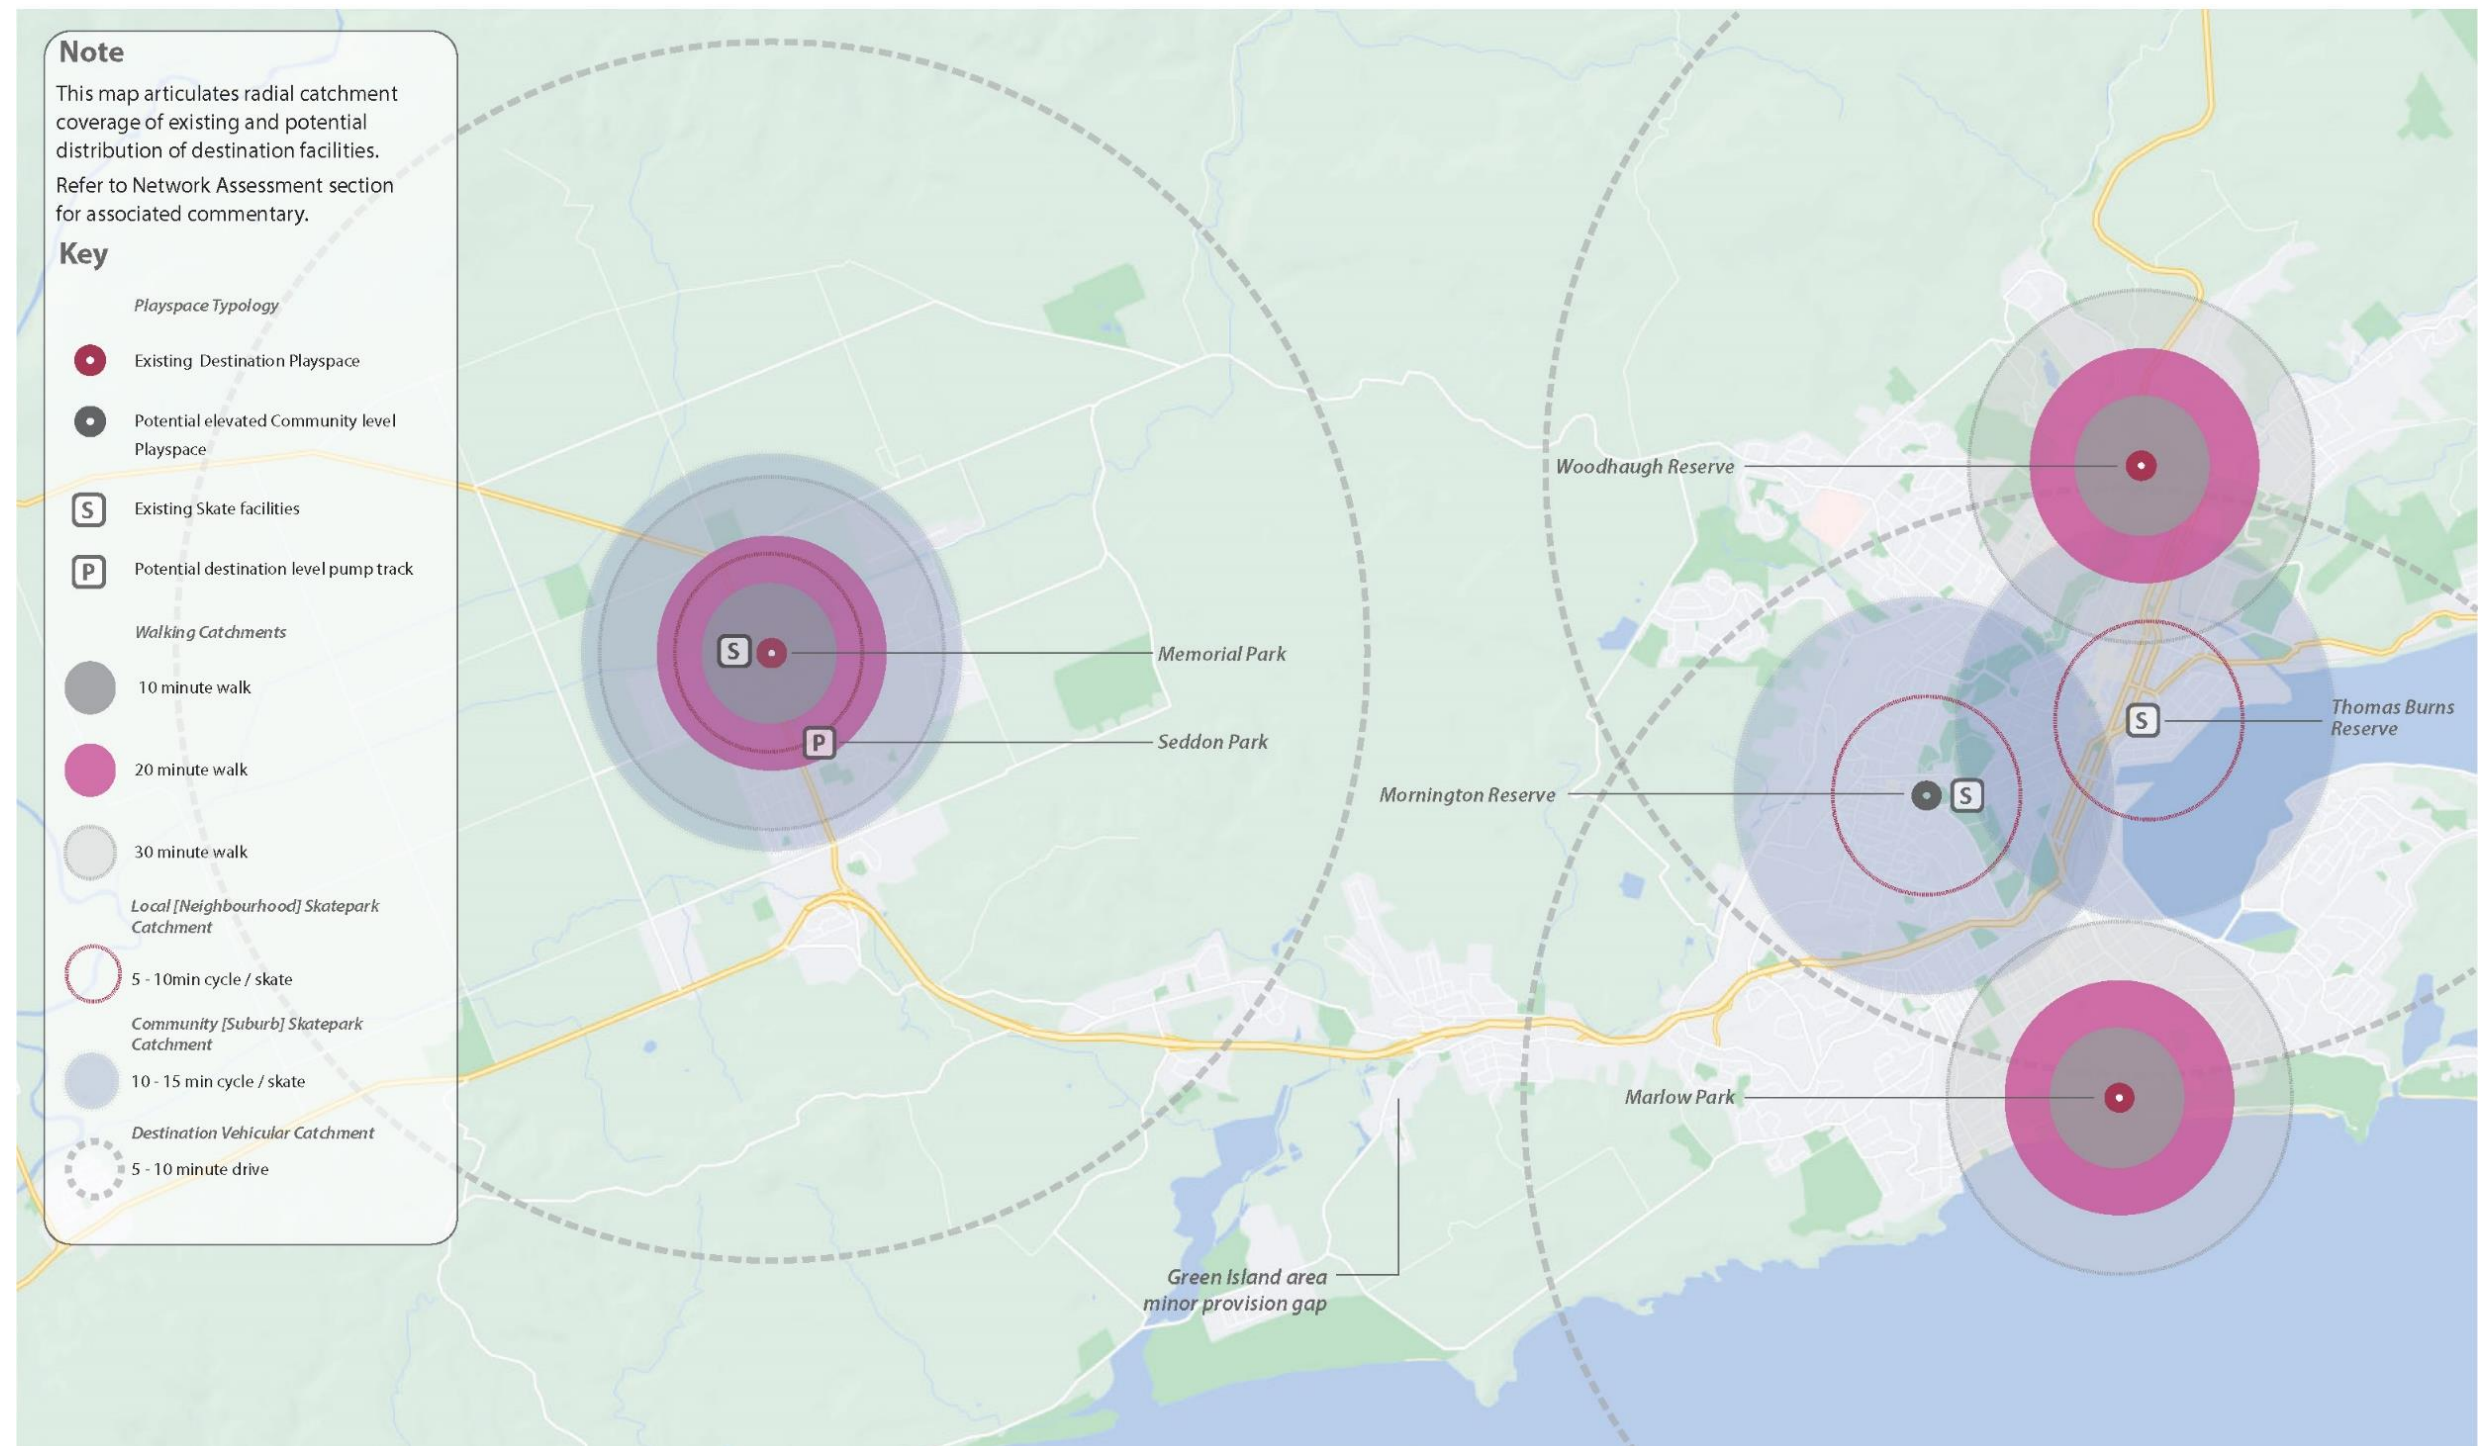 Note
This map articulates radial catchment
coverage of existing and potential
distribution of destination facilities.
Refer to Network Assessment section
for associated commentary.
Key
Playspace Typology
Existing Destination Playspace
Potential elevated Community level
Playspace
S Existing Skate facilities
P Potential destination level pump track
Walking Catchments
10 minute walk
20 minute walk
30 minute walk
Local [Neighbourhood] Skatepark
Catchment
5 - 10min cycle / skate
Community [Suburb] Skatepark
Catchment
10 - 15 min cycle / skate
Destination Vehicular Catchment
5 - 10 minute drive
S
Memorial Park
P
Seddon Park
Woodhaugh Reserve
S
Thomas Burns
Reserve
Mornington Reserve
S
Marlow Park
Green Island area
minor provision gap